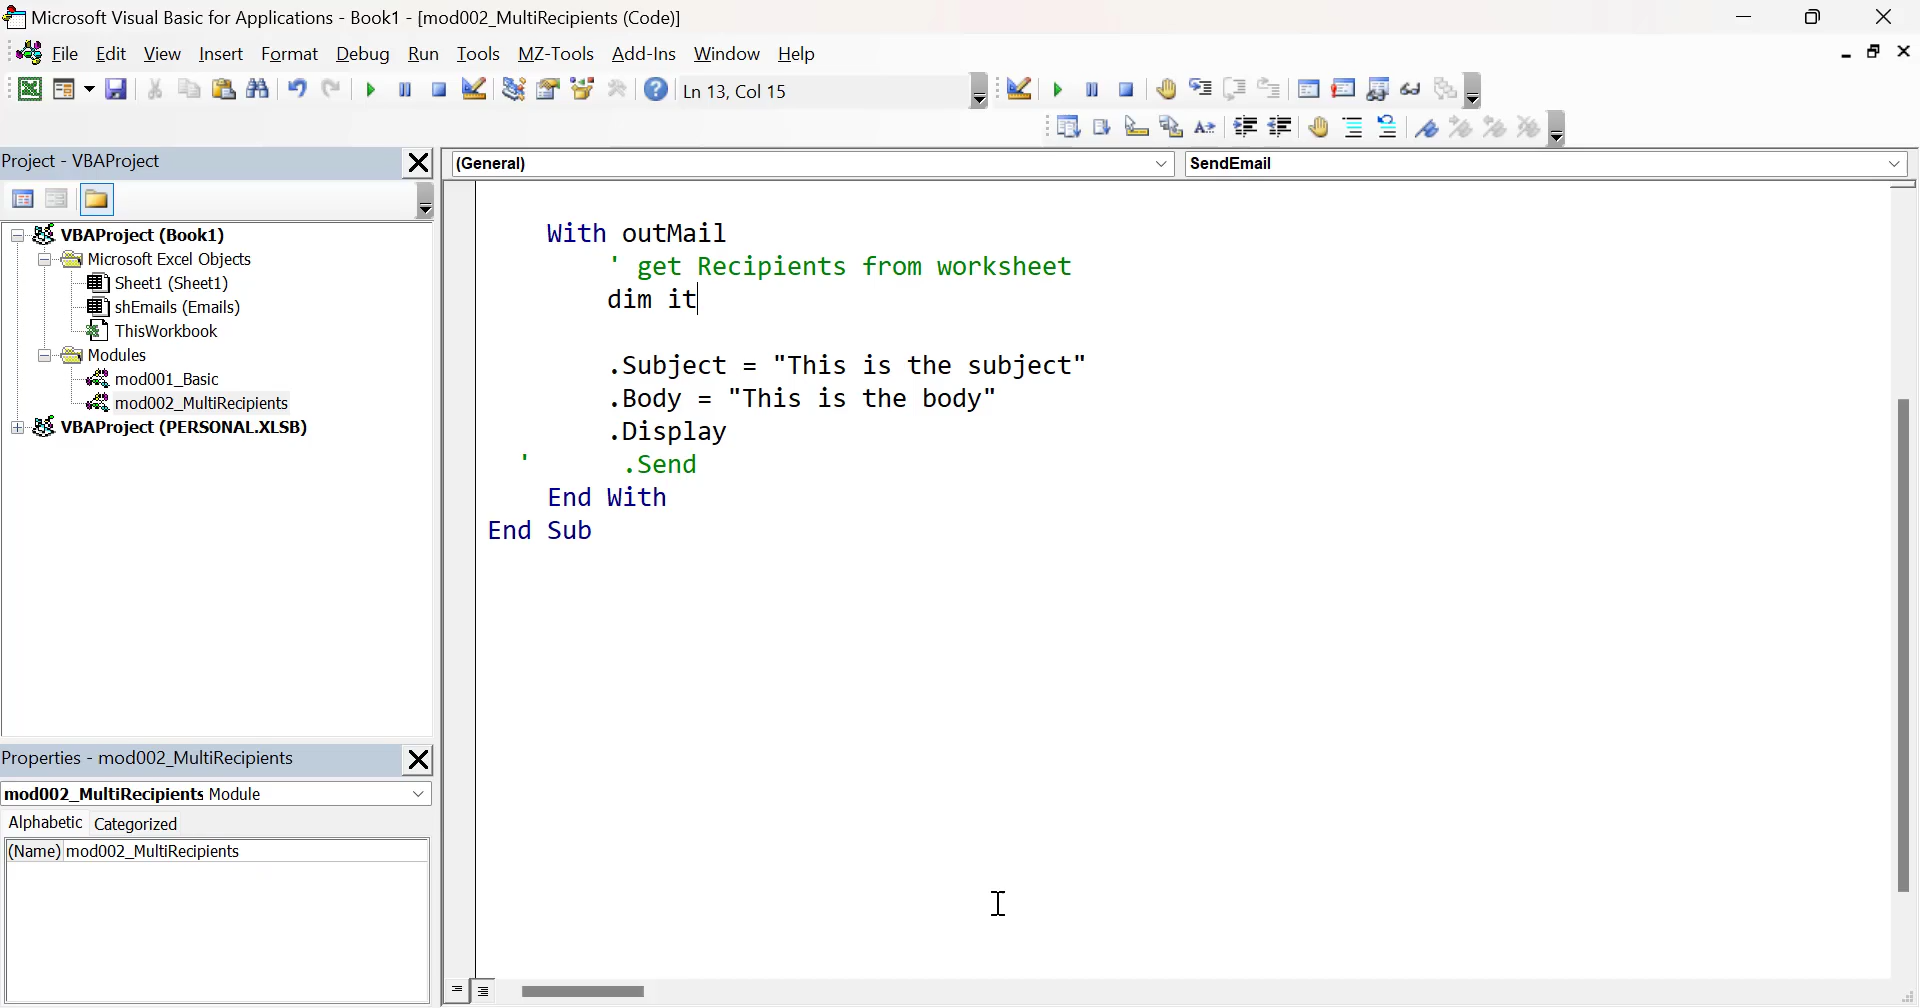 Microsoft Visual Basic for Applications - Book1 - [mod002_MultiRecipients (Code)]
File Edit View Insert Format Debug Run Tools MZ-Tools Add-Ins Window Help
Ln 13, Col 15
Project - VBAProject
(General)
SendEmail
VBAProject (Book1)
Microsoft Excel Objects
Sheet1 (Sheet1)
shEmails (Emails)
ThisWorkbook
Modules
mod001_Basic
mod002_MultiRecipients
VBAProject (PERSONAL.XLSB)
With outMail
' get Recipients from worksheet
dim it
.Subject = "This is the subject"
.Body = "This is the body"
.Display
' .Send
End With
End Sub
Properties - mod002_MultiRecipients
mod002_MultiRecipients Module
Alphabetic Categorized
(Name) mod002_MultiRecipients